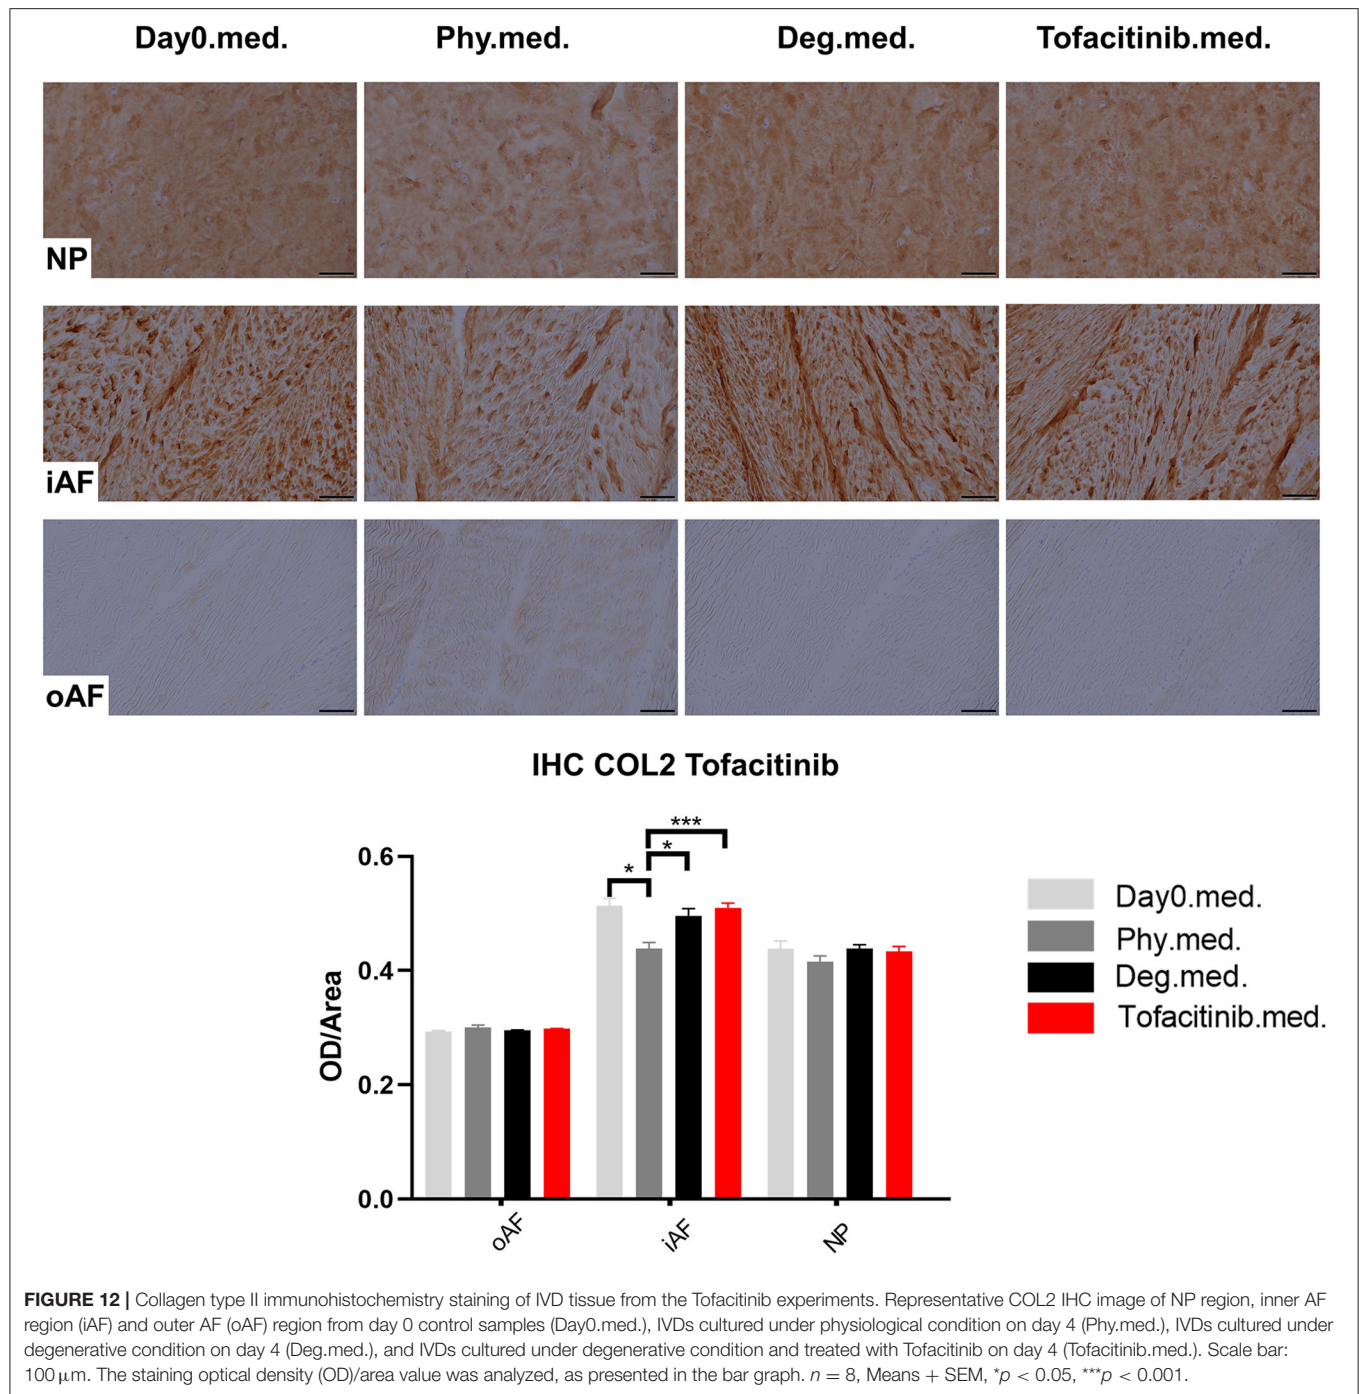 Day0.med. Phy.med. Deg.med. Tofacitinib.med.
NP
iAF
oAF
IHC COL2 Tofacitinib
***
*
*
0.6
0.4
0.2
0.0
OD/Area
oAF iAF NP
Day0.med.
Phy.med.
Deg.med.
Tofacitinib.med.
FIGURE 12 | Collagen type II immunohistochemistry staining of IVD tissue from the Tofacitinib experiments. Representative COL2 IHC image of NP region, inner AF
region (iAF) and outer AF (oAF) region from day 0 control samples (Day0.med.), IVDs cultured under physiological condition on day 4 (Phy.med.), IVDs cultured under
degenerative condition on day 4 (Deg.med.), and IVDs cultured under degenerative condition and treated with Tofacitinib on day 4 (Tofacitinib.med.). Scale bar:
100 μm. The staining optical density (OD)/area value was analyzed, as presented in the bar graph. n = 8, Means + SEM, *p < 0.05, ***p < 0.001.